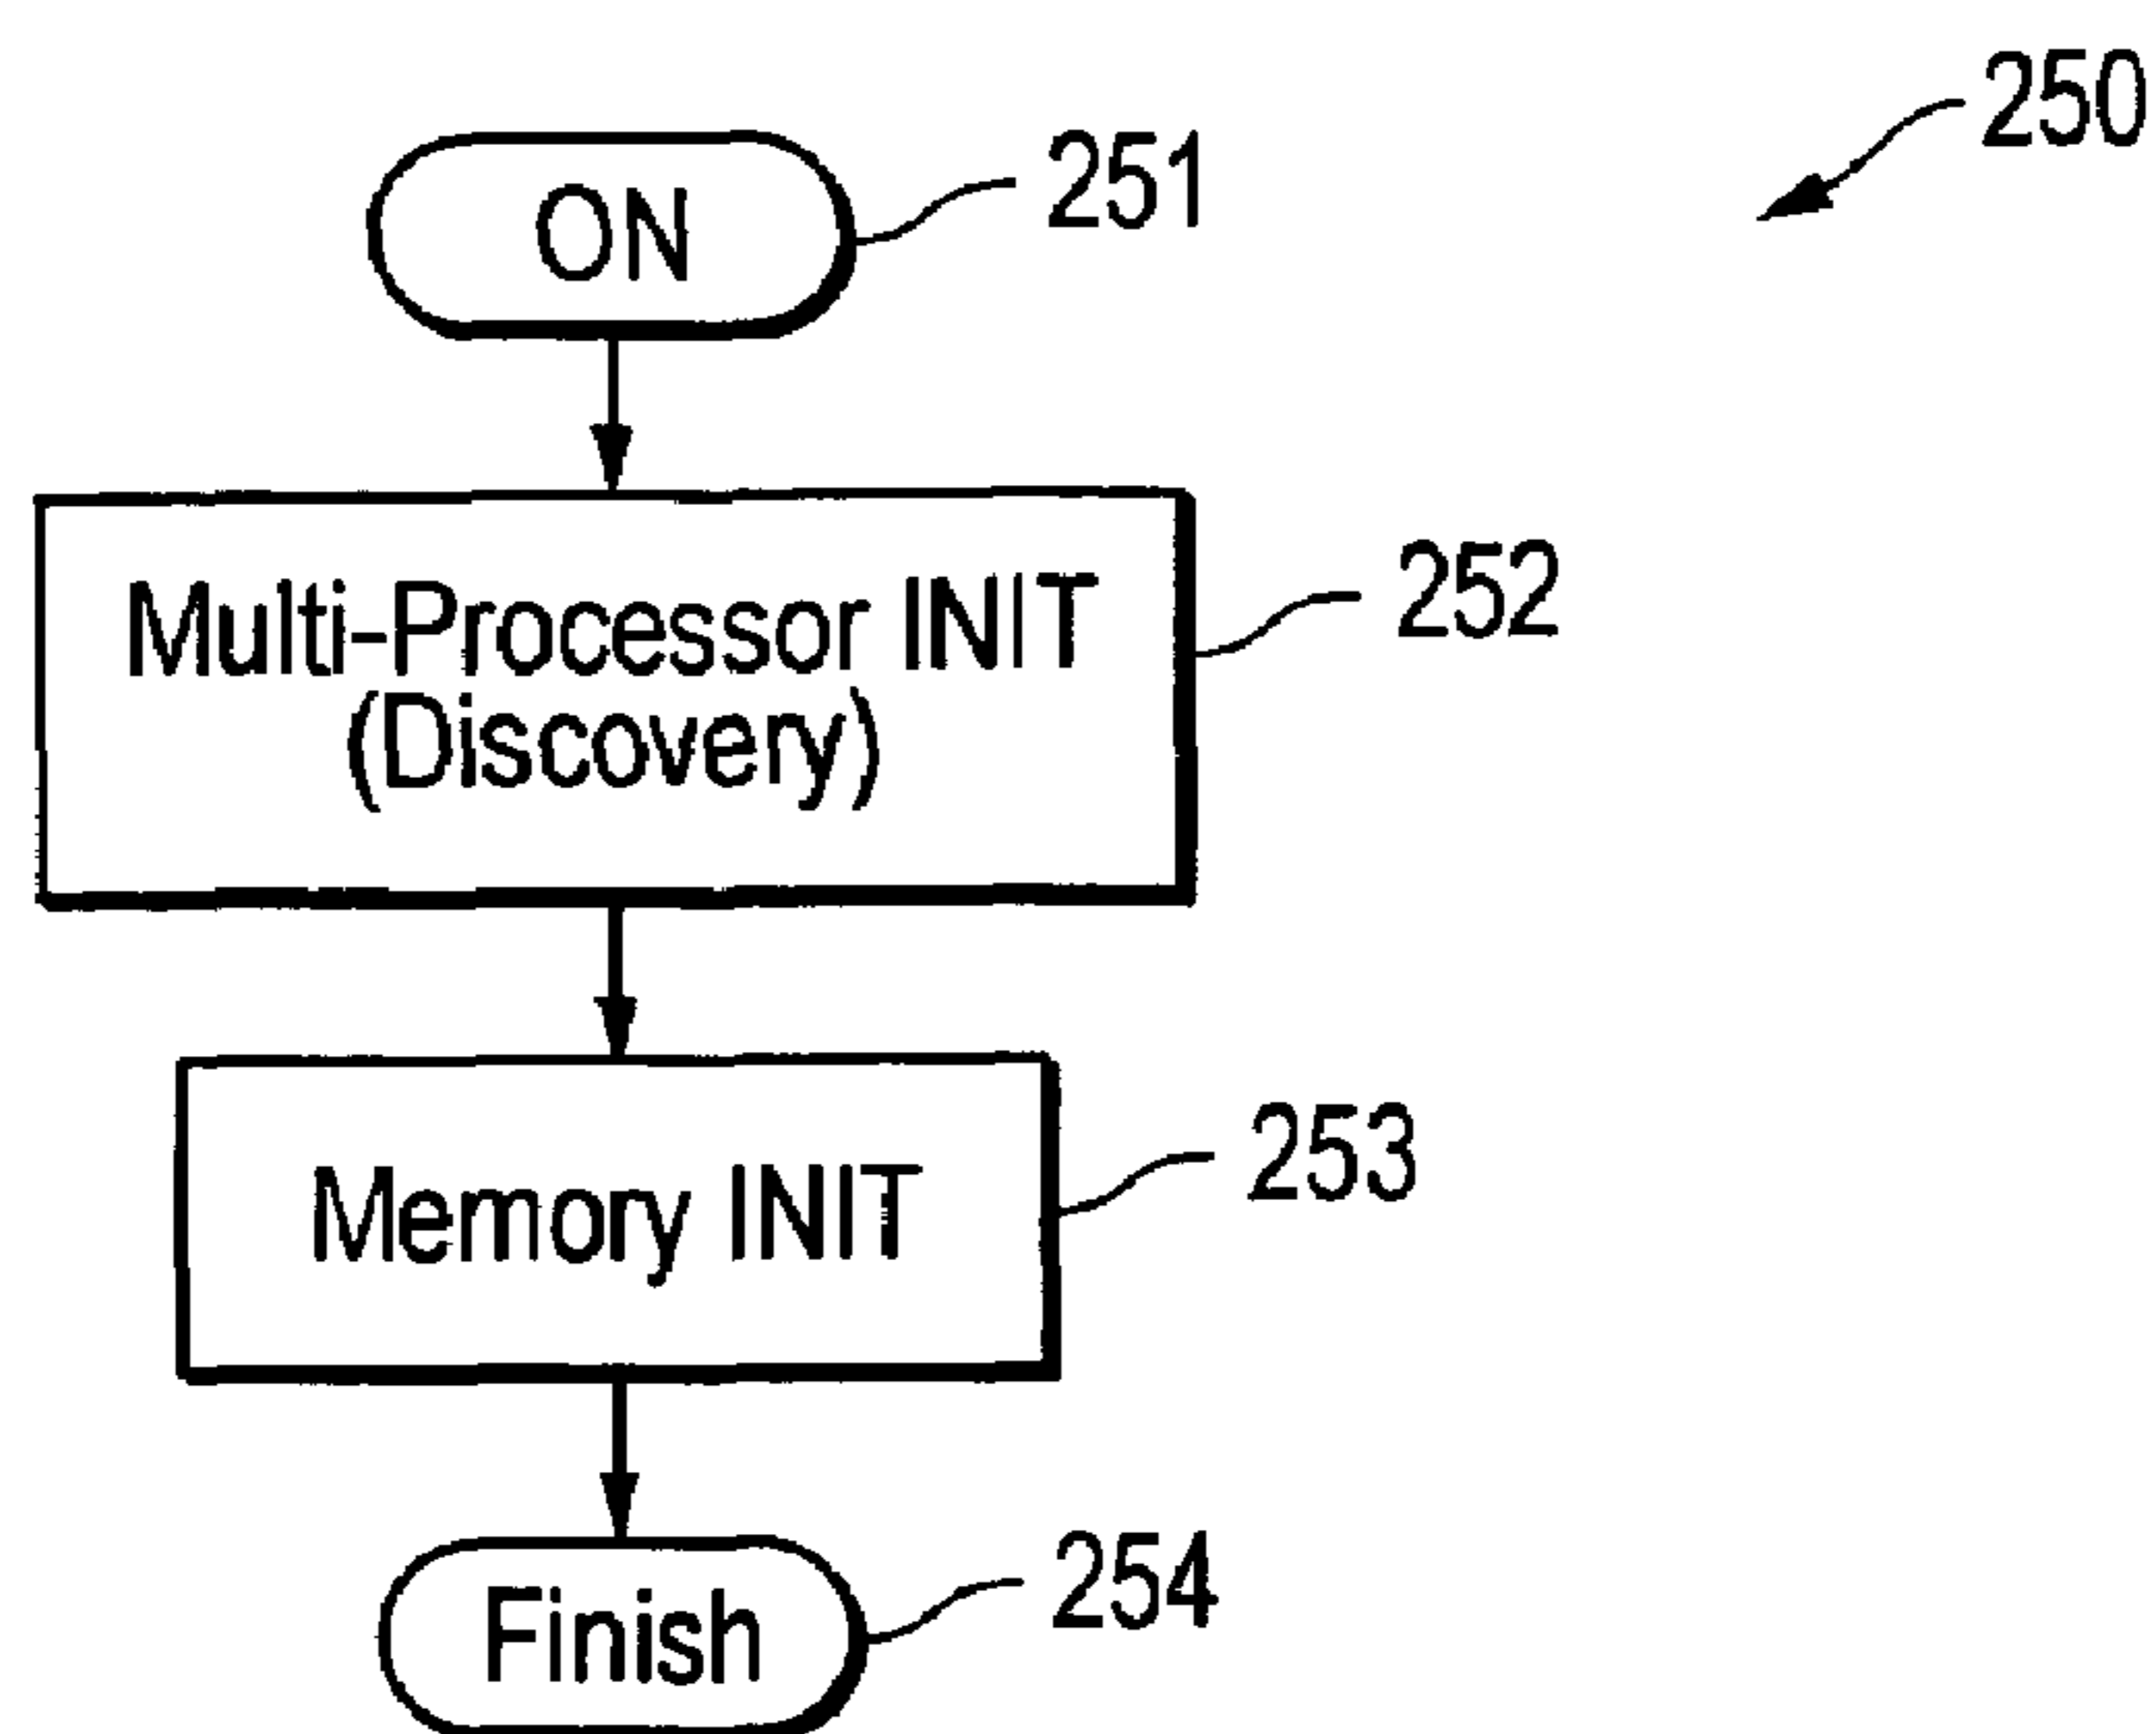 250
ON
251
Multi-Processor INIT
(Discovery)
252
Memory INIT
253
Finish
254